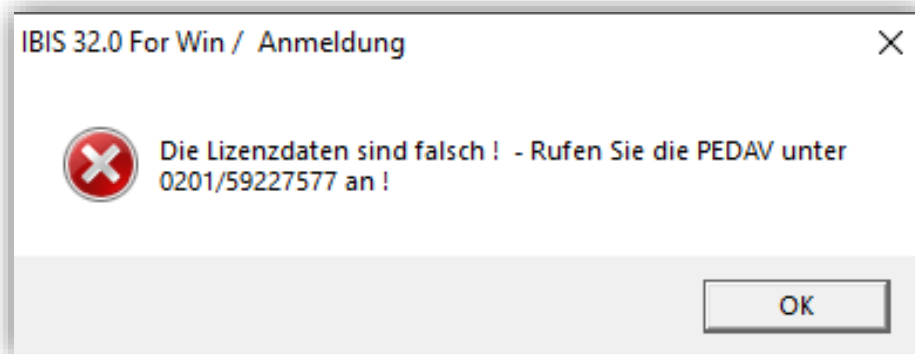 IBIS 32.0 For Win /  Anmeldung
Die Lizenzdaten sind falsch !  - Rufen Sie die PEDAV unter
0201/59227577 an !
OK